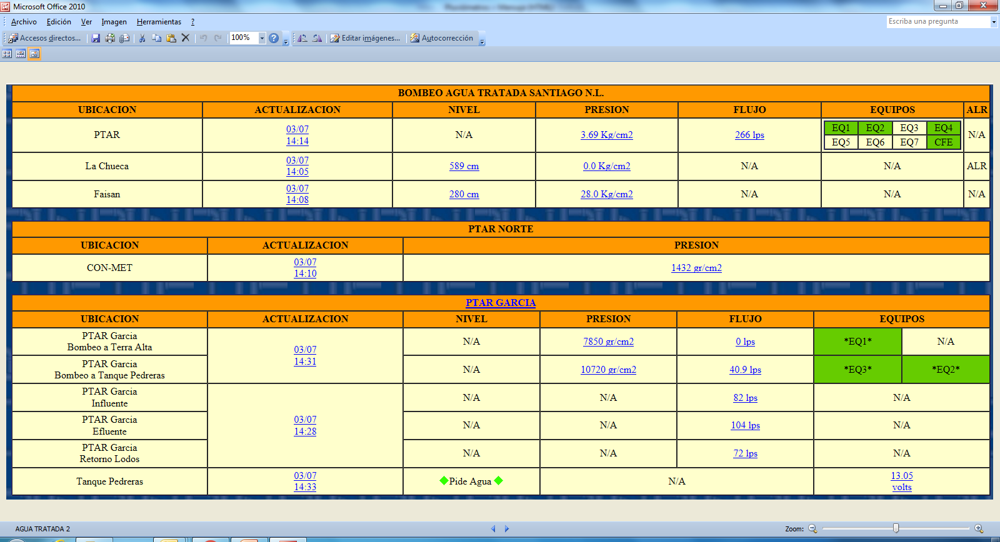 Microsoft Office 2010
Archivo Edición Ver Imagen Herramientas ?
Escriba una pregunta
Accesos directos... 100% Editar imágenes... Autocorrección
BOMBEO AGUA TRATADA SANTIAGO N.L.
UBICACION ACTUALIZACION NIVEL PRESION FLUJO EQUIPOS ALR
PTAR 03/07 14:14 N/A 3.69 Kg/cm2 266 lps EQ1 EQ2 EQ3 EQ4 N/A
EQ5 EQ6 EQ7 CFE
La Chueca 03/07 14:05 589 cm 0.0 Kg/cm2 N/A N/A ALR
Faisan 03/07 14:08 280 cm 28.0 Kg/cm2 N/A N/A N/A
PTAR NORTE
UBICACION ACTUALIZACION PRESION
CON-MET 03/07 14:10 1432 gr/cm2
PTAR GARCIA
UBICACION ACTUALIZACION NIVEL PRESION FLUJO EQUIPOS
PTAR Garcia
Bombeo a Terra Alta
03/07
14:31
N/A 7850 gr/cm2 0 lps *EQ1* N/A
PTAR Garcia
Bombeo a Tanque Pedreras
N/A 10720 gr/cm2 40.9 lps *EQ3* *EQ2*
PTAR Garcia
Influente
N/A N/A 82 lps N/A
PTAR Garcia
Efluente
03/07
14:28
N/A N/A 104 lps N/A
PTAR Garcia
Retorno Lodos
N/A N/A 72 lps N/A
Tanque Pedreras
03/07
14:33
Pide Agua N/A
13.05
volts
AGUA TRATADA 2
Zoom: